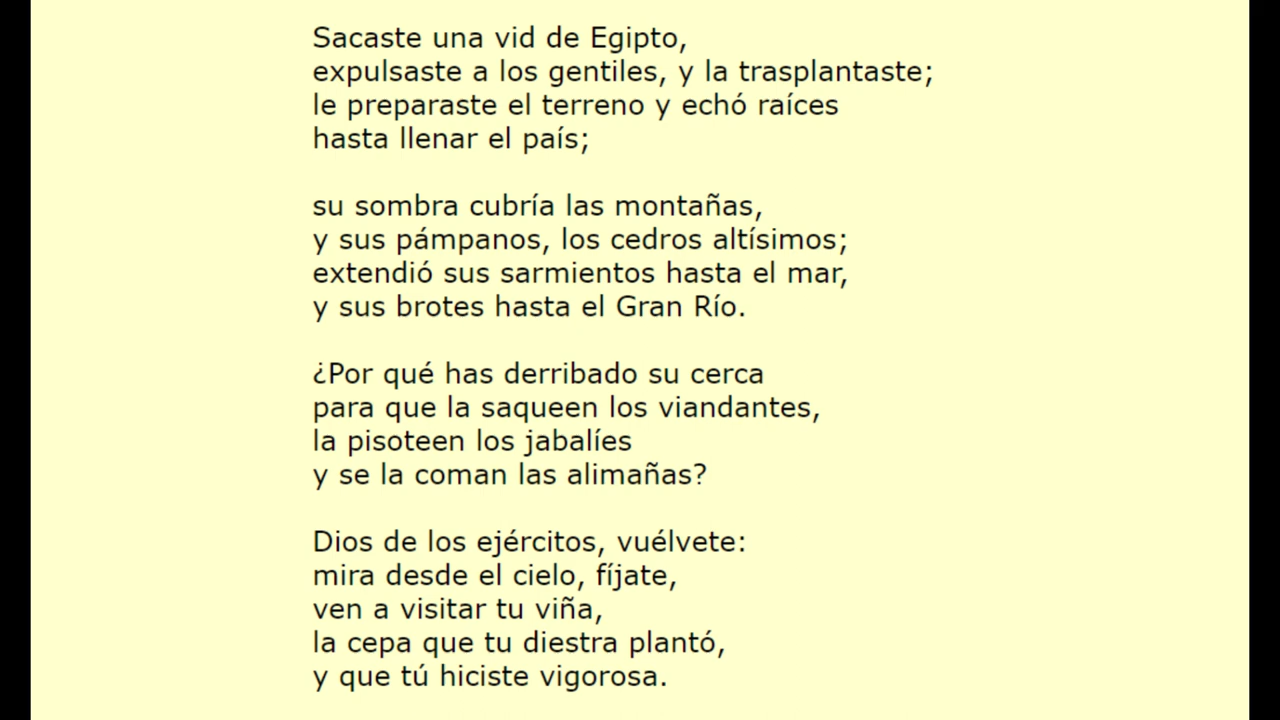 Sacaste una vid de Egipto,
expulsaste a los gentiles, y la trasplantaste;
le preparaste el terreno y echó raíces
hasta llenar el país;
su sombra cubría las montañas,
y sus pámpanos, los cedros altísimos;
extendió sus sarmientos hasta el mar,
y sus brotes hasta el Gran Río.
¿Por qué has derribado su cerca
para que la saqueen los viandantes,
la pisoteen los jabalíes
y se la coman las alimañas?
Dios de los ejércitos, vuélvete:
mira desde el cielo, fíjate,
ven a visitar tu viña,
la cepa que tu diestra plantó,
y que tú hiciste vigorosa.